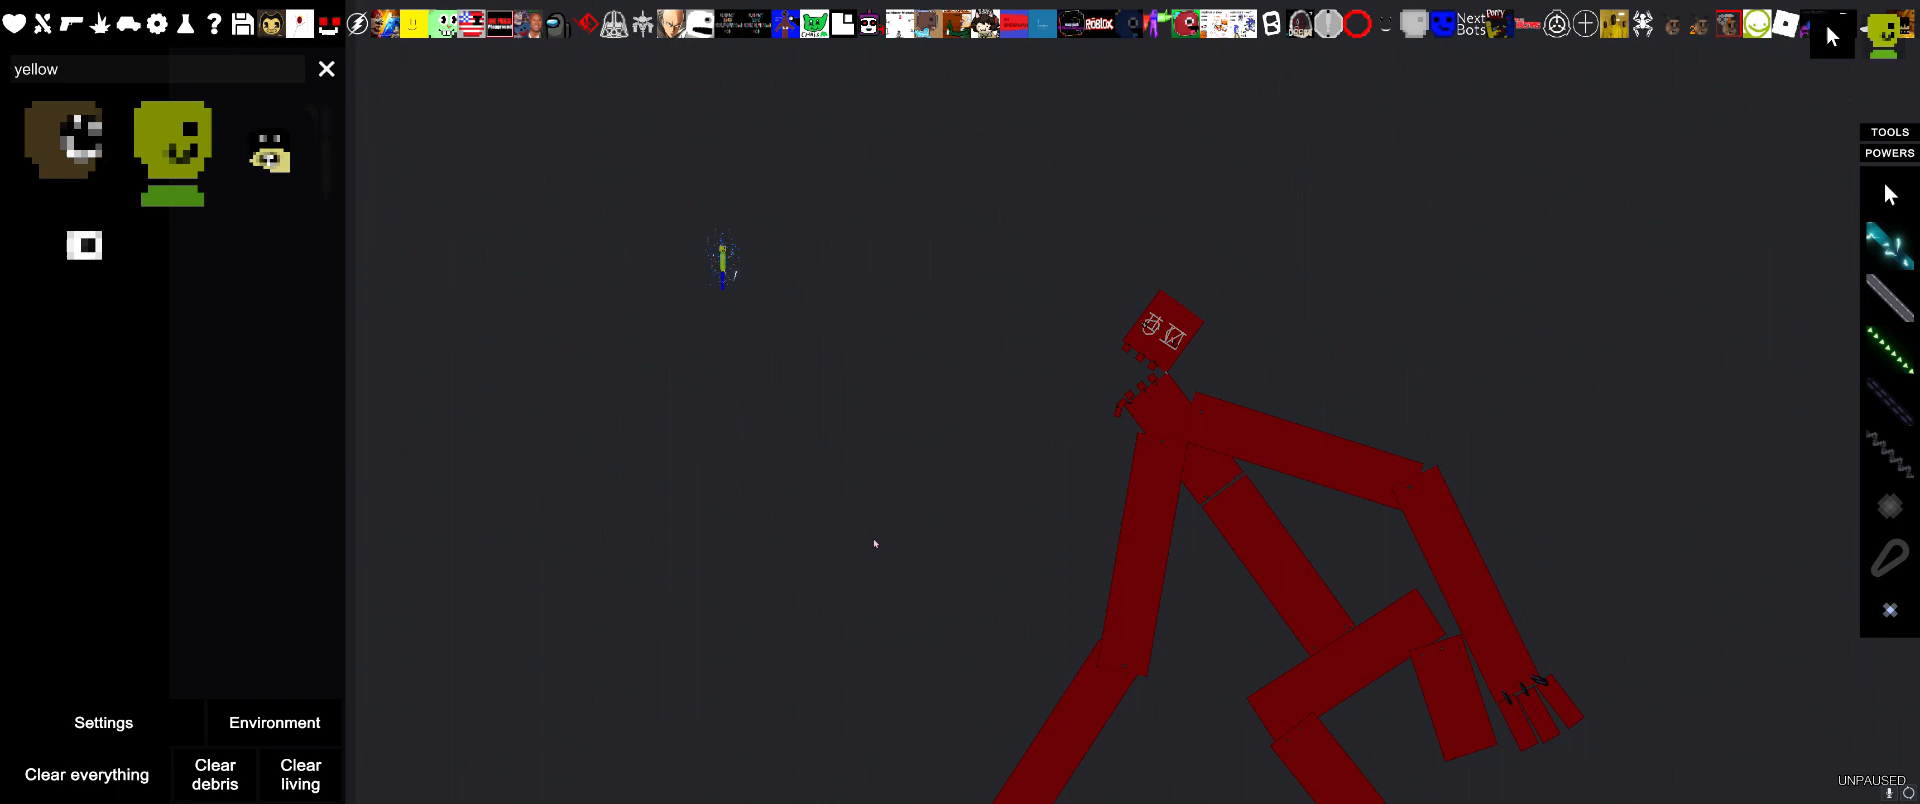 Next
Bots
ROBLOX
yellow
TOOLS
POWERS
Settings
Environment
Clear everything
Clear
debris
Clear
living
UNPAUSED